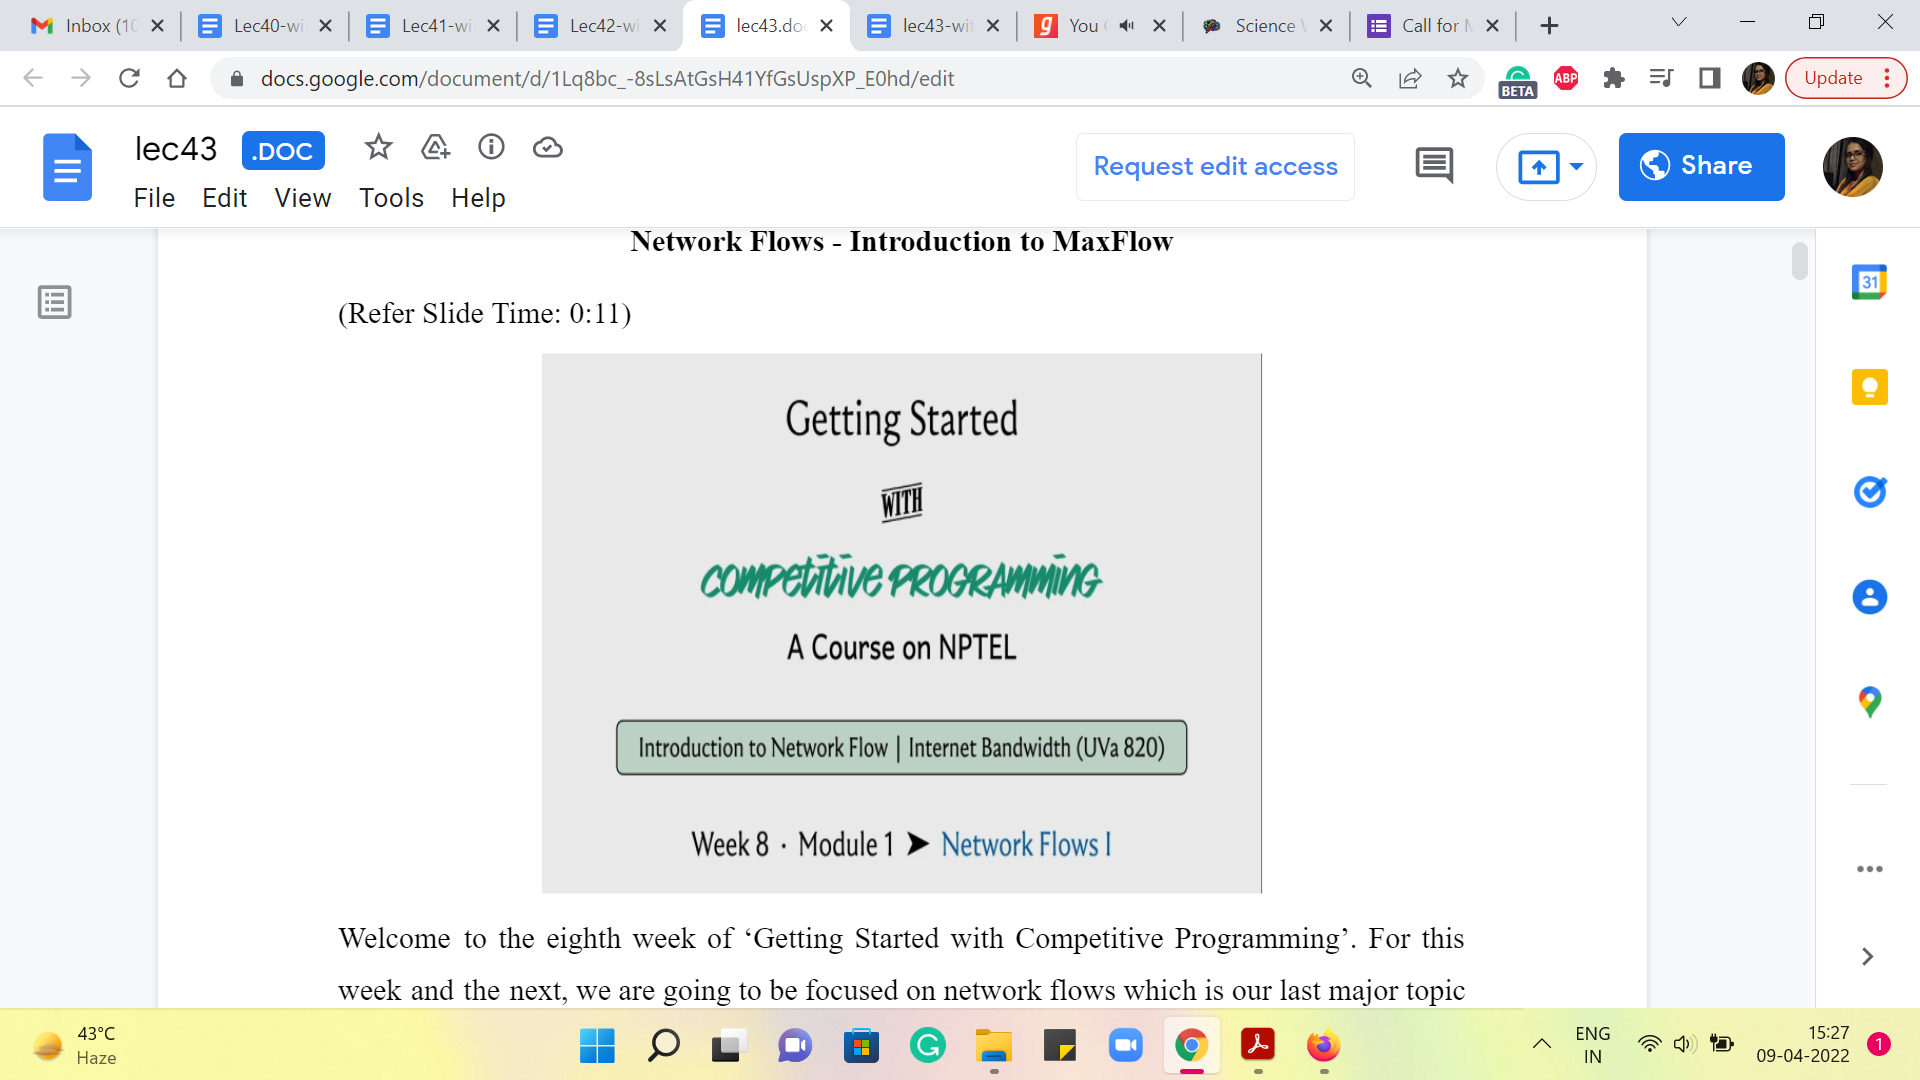 Inbox (10
Lec40-wi
Lec41-wi
Lec42-wi
lec43.do
lec43-wit
You
Science
Call for
docs.google.com/document/d/1Lq8bc_-8sLsAtGsH41YfGsUspXP_E0hd/edit
BETA
ABP
Update
lec43
.DOC
File Edit View Tools Help
Request edit access
Share
31
Network Flows - Introduction to MaxFlow
(Refer Slide Time: 0:11)
Getting Started
WITH
COMPETITIVE PROGRAMMING
A Course on NPTEL
Introduction to Network Flow | Internet Bandwidth (UVa 820)
Week 8 · Module 1 ➤ Network Flows I
Welcome to the eighth week of ‘Getting Started with Competitive Programming’. For this
week and the next, we are going to be focused on network flows which is our last major topic
43°C
Haze
ENG
IN
15:27
09-04-2022
1